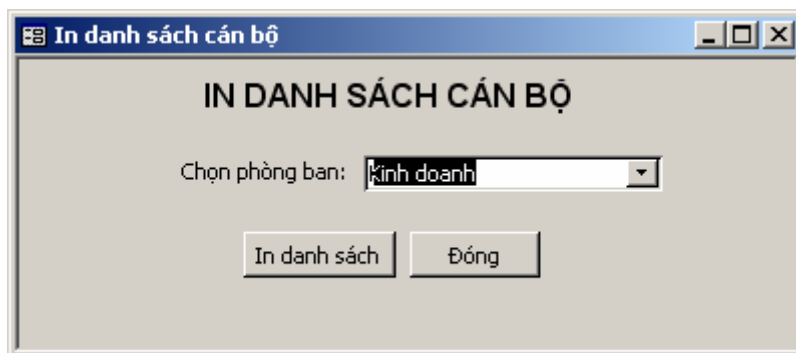 In danh sách cán bộ
IN DANH SÁCH CÁN BỘ
Chọn phòng ban: Kinh doanh
In danh sách Đóng